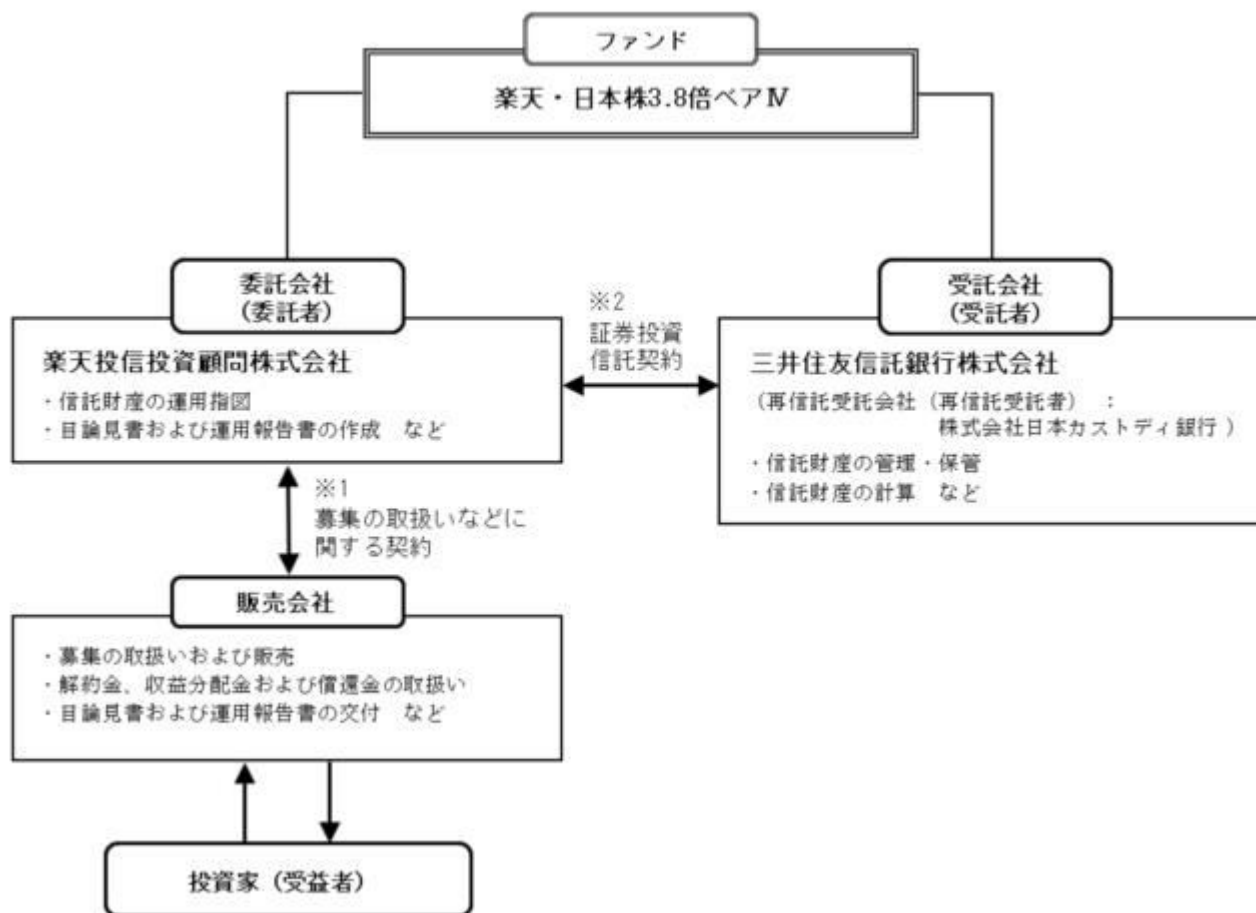 ファンド
楽天・日本株3.8倍ベアⅣ
委託会社
(委託者)
楽天投信投資顧問株式会社
・信託財産の運用指図
・目論見書および運用報告書の作成　など
※2
証券投資
信託契約
受託会社
(受託者)
三井住友信託銀行株式会社
（再信託受託会社（再信託受託者）　：
株式会社日本カストディ銀行 ）
・信託財産の管理・保管
・信託財産の計算　など
※1
募集の取扱いなどに
関する契約
販売会社
・募集の取扱いおよび販売
・解約金、収益分配金および償還金の取扱い
・目論見書および運用報告書の交付　など
投資家（受益者）